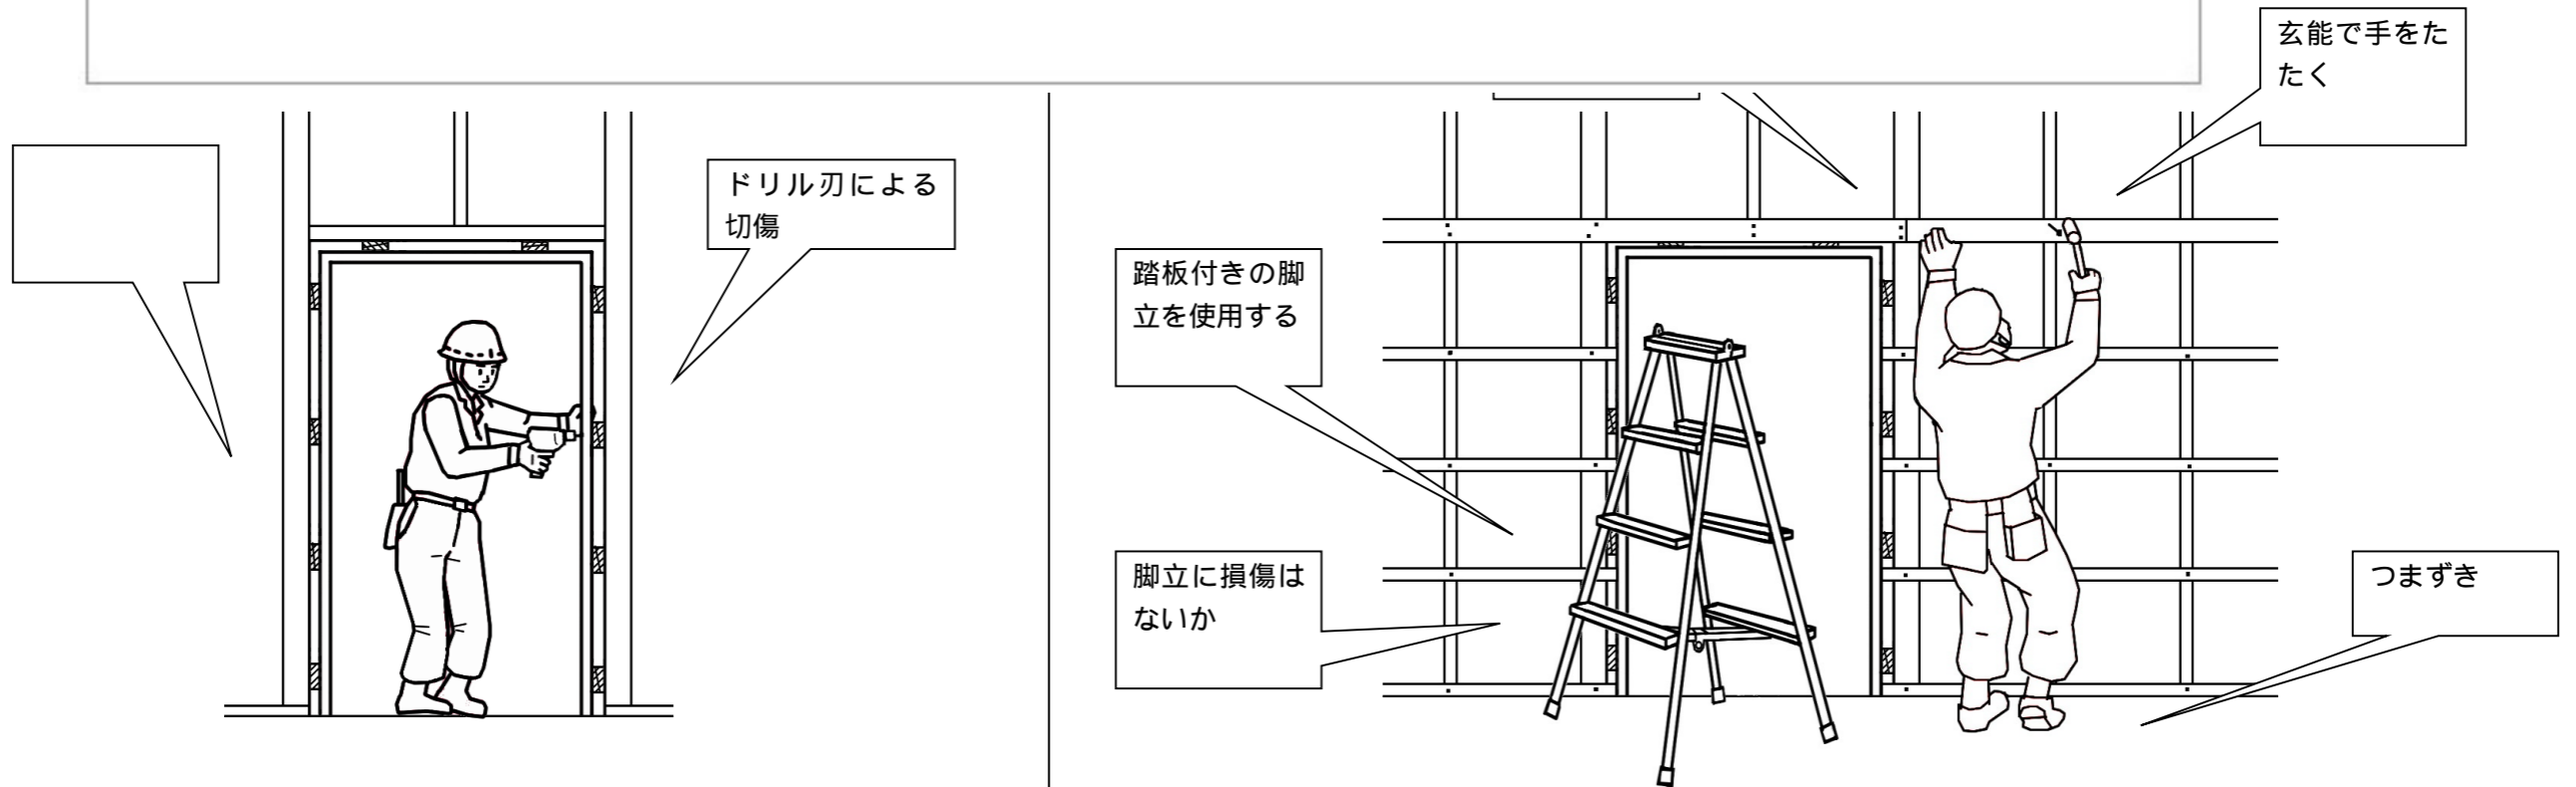 玄能で手をた
たく
ドリル刃による
切傷
踏板付きの脚
立を使用する
脚立に損傷は
ないか
つまずき